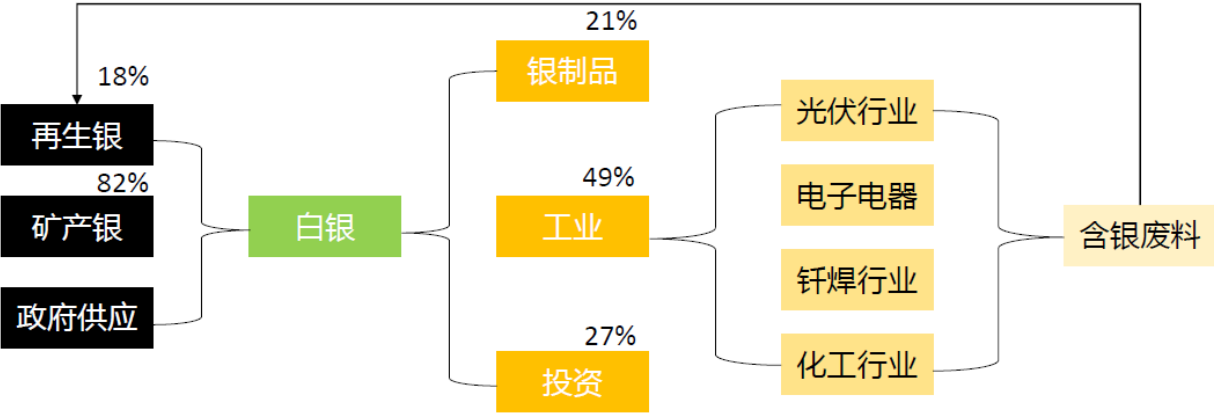 18%
再生银
82%
矿产银
政府供应
白银
21%
银制品
49%
工业
27%
投资
光伏行业
电子电器
钎焊行业
化工行业
含银废料